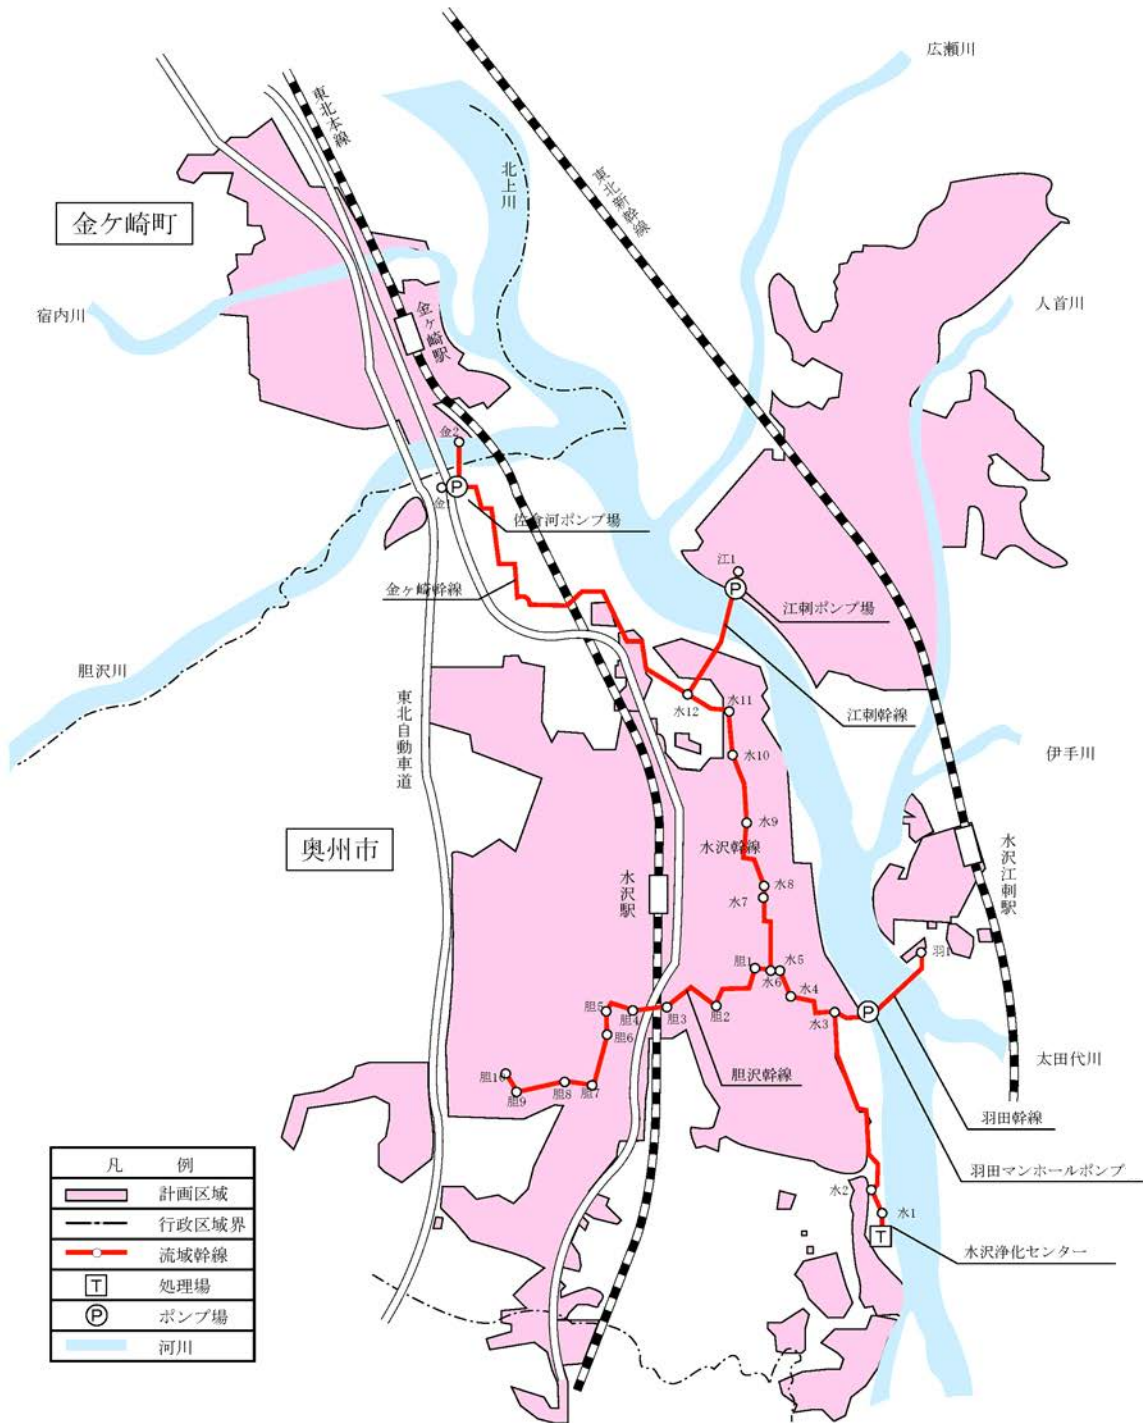 広瀬川
東北本線
北上川
東北新幹線
金ケ崎町
宿内川
人首川
金ヶ崎駅
金2
金1
佐倉河ポンプ場
江1
金ヶ崎幹線
江刺ポンプ場
胆沢川
東北自動車道
水12
水11
江刺幹線
水10
伊手川
水9
奥州市
水沢幹線
水沢江刺駅
水沢駅
水8
水7
羽1
胆1
水5
水6
水4
胆5
胆4
胆3
胆2
水3
胆6
太田代川
胆10
胆9
胆8
胆7
胆沢幹線
羽田幹線
羽田マンホールポンプ
水2
水1
水沢浄化センター
凡 例
計画区域
行政区域界
流域幹線
T 処理場
P ポンプ場
河川
P
P
P
T